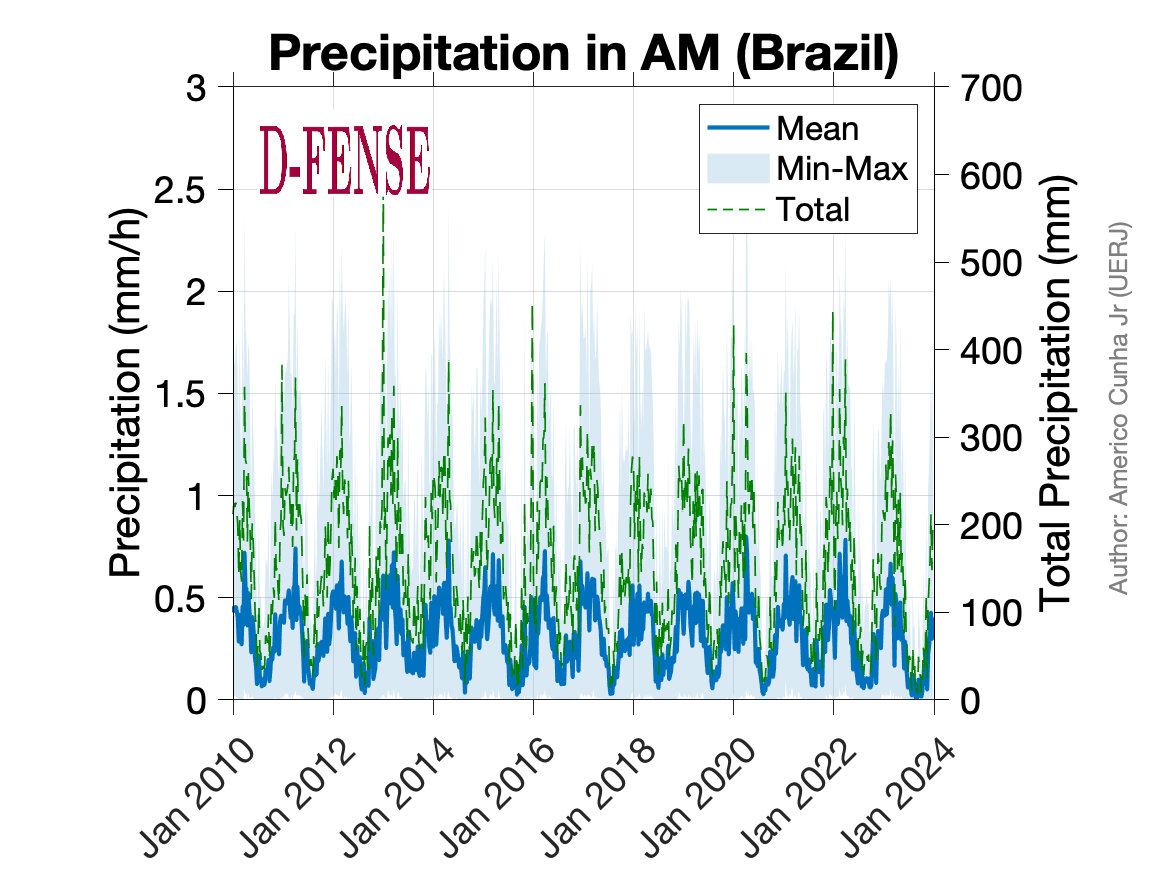 Precipitation in AM (Brazil)
D-FENSE
Mean
Min-Max
Total
Precipitation (mm/h)
3
2.5
2
1.5
1
0.5
0
700
600
500
400
300
200
100
0
Total Precipitation (mm)
Author: Americo Cunha Jr (UERJ)
Jan 2010
Jan 2012
Jan 2014
Jan 2016
Jan 2018
Jan 2020
Jan 2022
Jan 2024